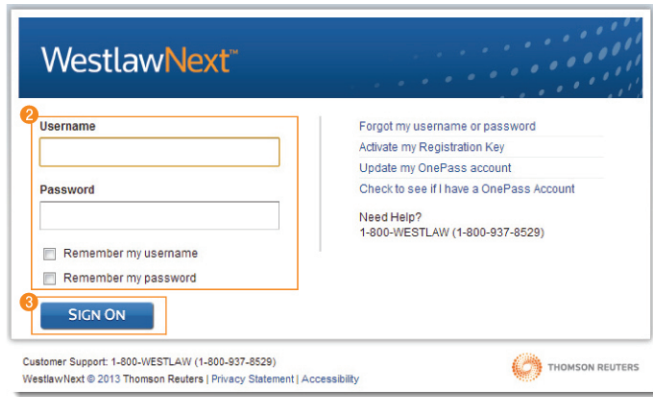 WestlawNext™
2
Username
Password
Remember my username
Remember my password
3
SIGN ON
Forgot my username or password
Activate my Registration Key
Update my OnePass account
Check to see if I have a OnePass Account
Need Help?
1-800-WESTLAW (1-800-937-8529)
Customer Support: 1-800-WESTLAW (1-800-937-8529)
WestlawNext © 2013 Thomson Reuters | Privacy Statement | Accessibility
THOMSON REUTERS